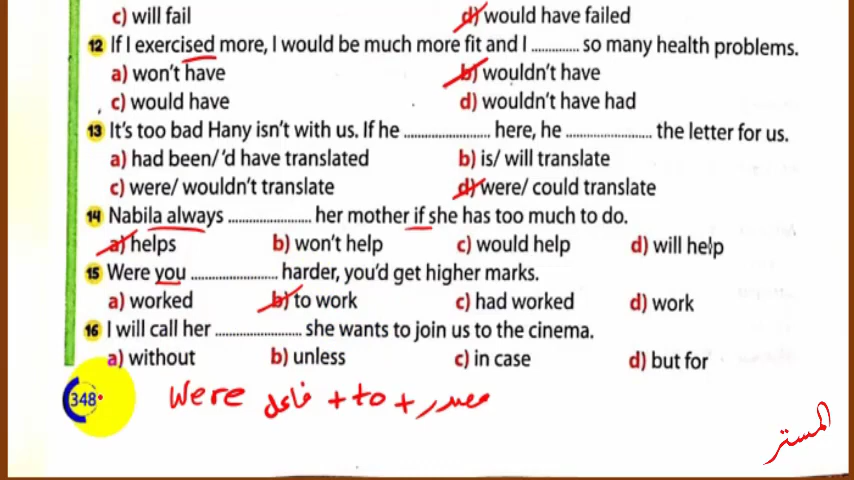 c) will fail d) would have failed
12 If I exercised more, I would be much more fit and I ............ so many health problems.
a) won't have b) wouldn't have
c) would have d) wouldn't have had
13 It's too bad Hany isn't with us. If he ..................... here, he ..................... the letter for us.
a) had been/ 'd have translated b) is/ will translate
c) were/ wouldn't translate d) were/ could translate
14 Nabila always ..................... her mother if she has too much to do.
a) helps b) won't help c) would help d) will help
15 Were you ..................... harder, you'd get higher marks.
a) worked b) to work c) had worked d) work
16 I will call her ..................... she wants to join us to the cinema.
a) without b) unless c) in case d) but for
348
Were فاعل + to + مصدر
المستر